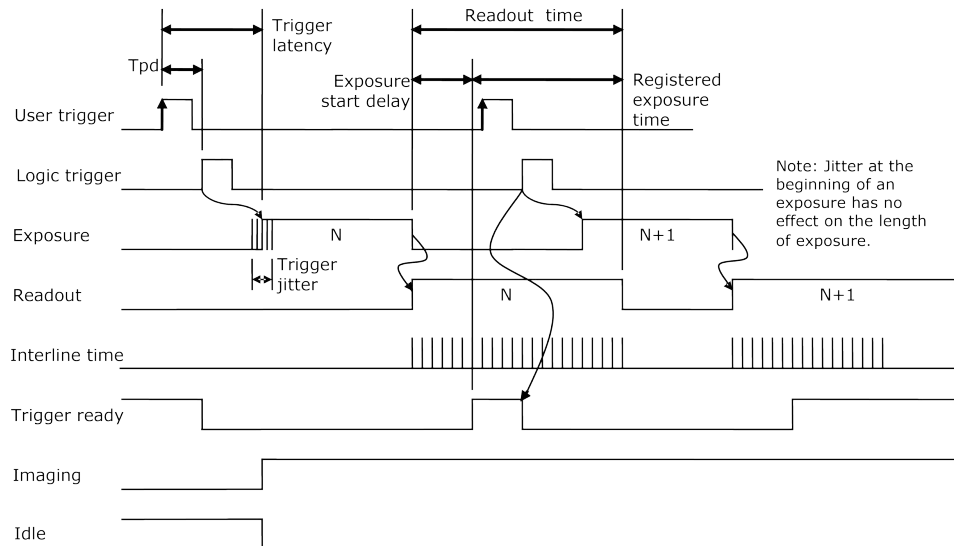 Trigger
latency
Readout time
Tpd
Exposure
start delay
Registered
exposure
time
User trigger
Logic trigger
Note: Jitter at the
beginning of an
exposure has no
effect on the length
of exposure.
Exposure
N
N+1
Trigger
jitter
Readout
N
N+1
Interline time
Trigger ready
Imaging
Idle